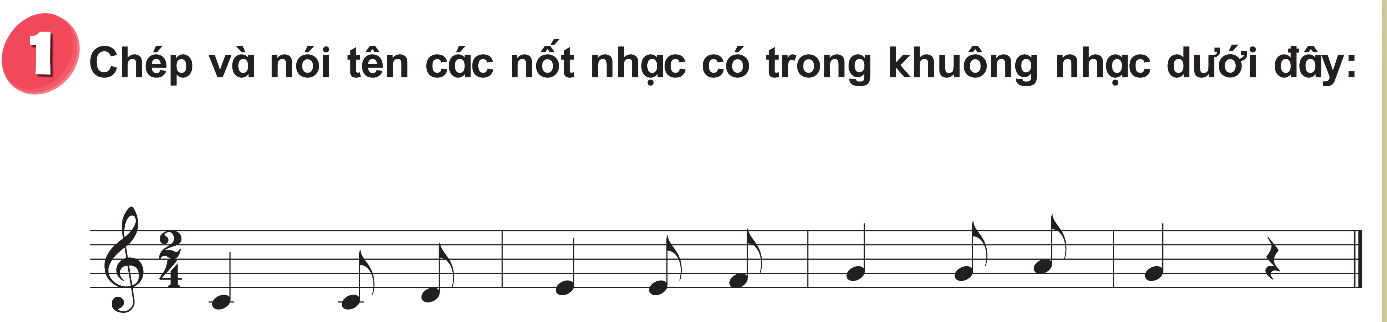 1 Chép và nói tên các nốt nhạc có trong khuông nhạc dưới đây:
2
4